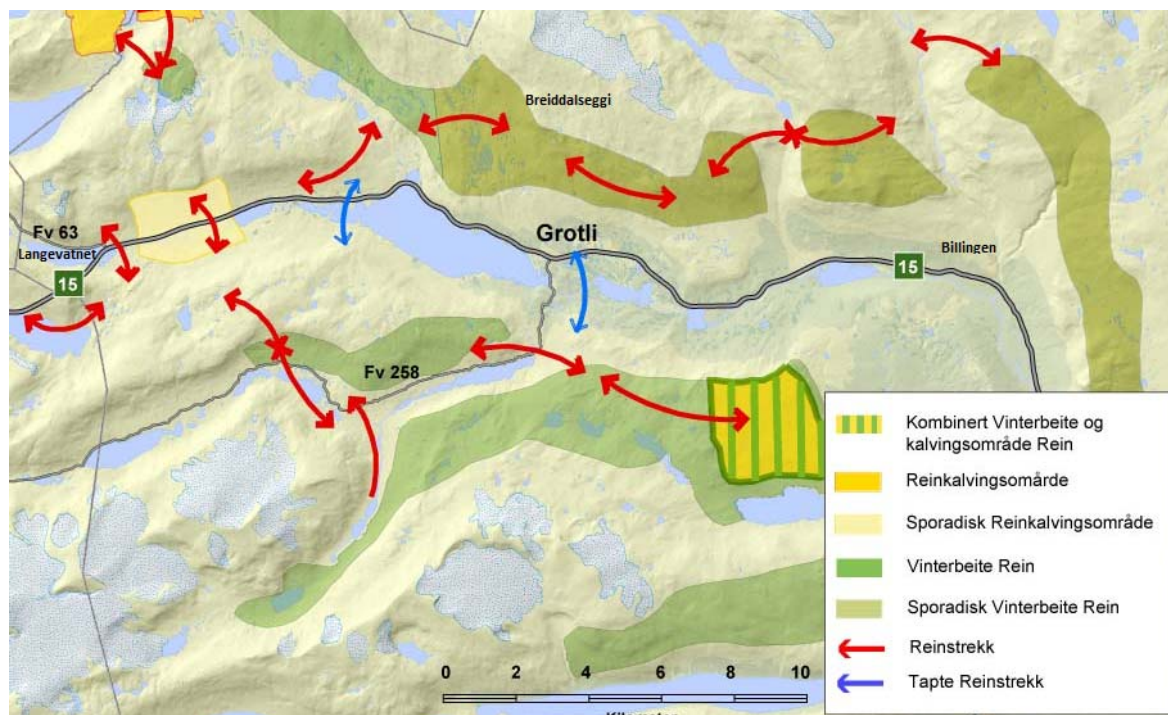 Breiddalseggi
Fv 63
Grotli
Langevatnet
Billingen
15
15
Fv 258
Kombinert Vinterbeite og
kalvingsområde Rein
Reinkalvingsomårde
Sporadisk Reinkalvingsområde
Vinterbeite Rein
Sporadisk Vinterbeite Rein
Reinstrekk
Tapte Reinstrekk
0 2 4 6 8 10